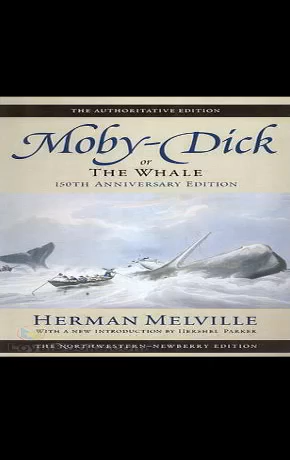 THE AUTHORITATIVE EDITION
Moby-Dick
or
THE WHALE
150TH ANNIVERSARY EDITION
HERMAN MELVILLE
WITH A NEW INTRODUCTION BY HERSHEL PARKER
THE NORTHWESTERN-NEWBERRY EDITION